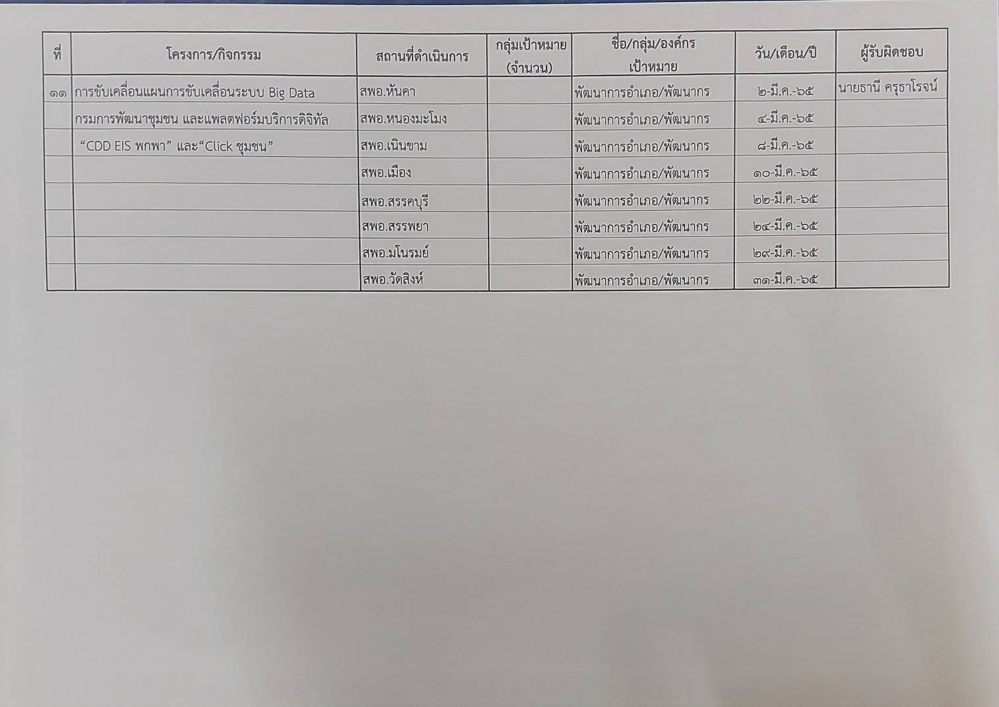 ที่ โครงการ/กิจกรรม สถานที่ดำเนินการ กลุ่มเป้าหมาย (จำนวน) ชื่อ/กลุ่ม/องค์กร เป้าหมาย วัน/เดือน/ปี ผู้รับผิดชอบ
๑๑ การขับเคลื่อนแผนการขับเคลื่อนระบบ Big Data สพอ.หันคา พัฒนาการอำเภอ/พัฒนากร ๒-มี.ค.-๖๕ นายธานี ครุธาโรจน์
กรมการพัฒนาชุมชน และแพลตฟอร์มบริการดิจิทัล สพอ.หนองมะโมง พัฒนาการอำเภอ/พัฒนากร ๔-มี.ค.-๖๕
“CDD EIS พกพา” และ“Click ชุมชน” สพอ.เนินขาม พัฒนาการอำเภอ/พัฒนากร ๘-มี.ค.-๖๕
สพอ.เมือง พัฒนาการอำเภอ/พัฒนากร ๑๐-มี.ค.-๖๕
สพอ.สรรคบุรี พัฒนาการอำเภอ/พัฒนากร ๒๒-มี.ค.-๖๕
สพอ.สรรพยา พัฒนาการอำเภอ/พัฒนากร ๒๔-มี.ค.-๖๕
สพอ.มโนรมย์ พัฒนาการอำเภอ/พัฒนากร ๒๙-มี.ค.-๖๕
สพอ.วัดสิงห์ พัฒนาการอำเภอ/พัฒนากร ๓๑-มี.ค.-๖๕